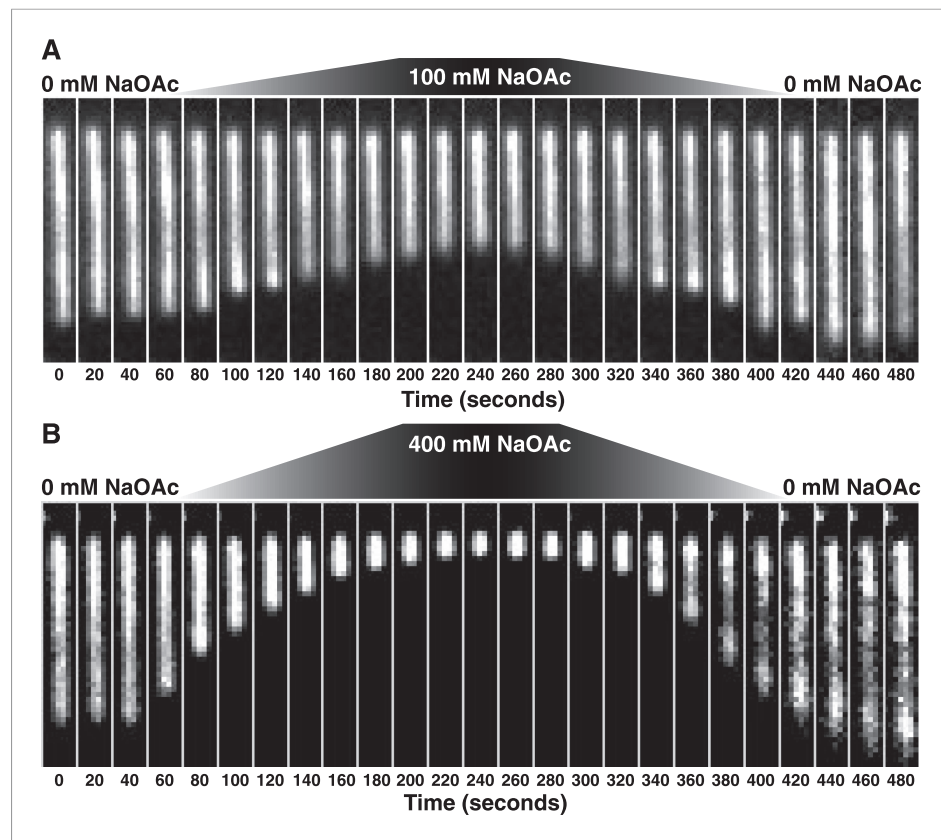 A
0 mM NaOAc 100 mM NaOAc 0 mM NaOAc
0 20 40 60 80 100 120 140 160 180 200 220 240 260 280 300 320 340 360 380 400 420 440 460 480
Time (seconds)
B
400 mM NaOAc
0 mM NaOAc 0 mM NaOAc
0 20 40 60 80 100 120 140 160 180 200 220 240 260 280 300 320 340 360 380 400 420 440 460 480
Time (seconds)